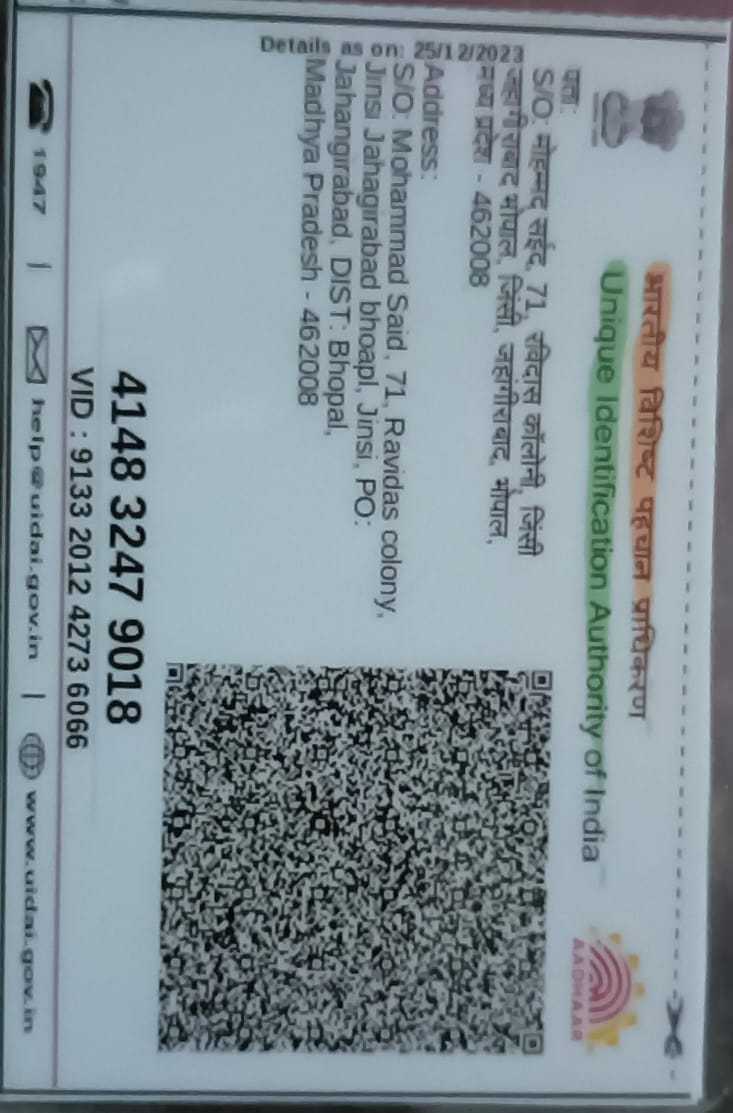 भारतीय विशिष्ट पहचान प्राधिकरण
Unique Identification Authority of India
AADHAAR
Details as on: 25/12/2023
पता:
S/O: मोहम्मद सईद, 71, रविदास कॉलोनी, जिंसी
जहांगीराबाद भोपाल, जिंसी, जहांगीराबाद, भोपाल,
मध्य प्रदेश - 462008
Address:
S/O: Mohammad Said, 71, Ravidas colony,
Jinsi Jahagirabad bhoapl, Jinsi, PO:
Jahangirabad, DIST: Bhopal,
Madhya Pradesh - 462008
4148 3247 9018
VID : 9133 2012 4273 6066
1947 | help@uidai.gov.in | www.uidai.gov.in